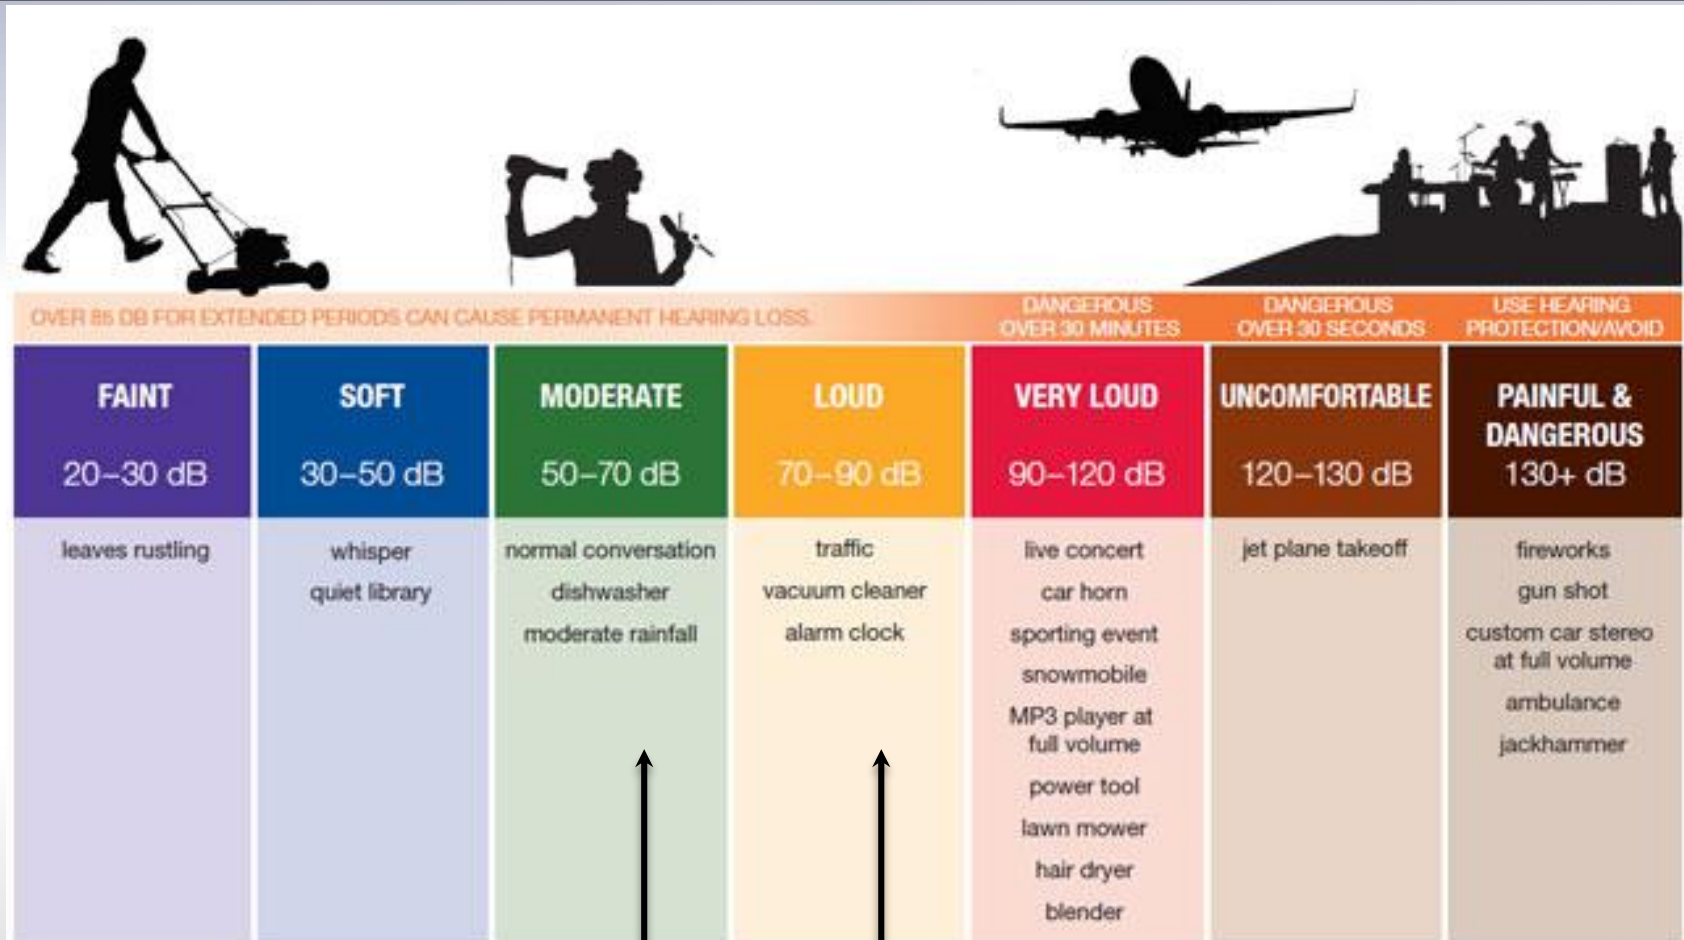 OVER 85 DB FOR EXTENDED PERIODS CAN CAUSE PERMANENT HEARING LOSS.
DANGEROUS
OVER 30 MINUTES
DANGEROUS
OVER 30 SECONDS
USE HEARING
PROTECTION/AVOID
FAINT
20–30 dB
leaves rustling
SOFT
30–50 dB
whisper
quiet library
MODERATE
50–70 dB
normal conversation
dishwasher
moderate rainfall
LOUD
70–90 dB
traffic
vacuum cleaner
alarm clock
VERY LOUD
90–120 dB
live concert
car horn
sporting event
snowmobile
MP3 player at
full volume
power tool
lawn mower
hair dryer
blender
UNCOMFORTABLE
120–130 dB
jet plane takeoff
PAINFUL &
DANGEROUS
130+ dB
fireworks
gun shot
custom car stereo
at full volume
ambulance
jackhammer